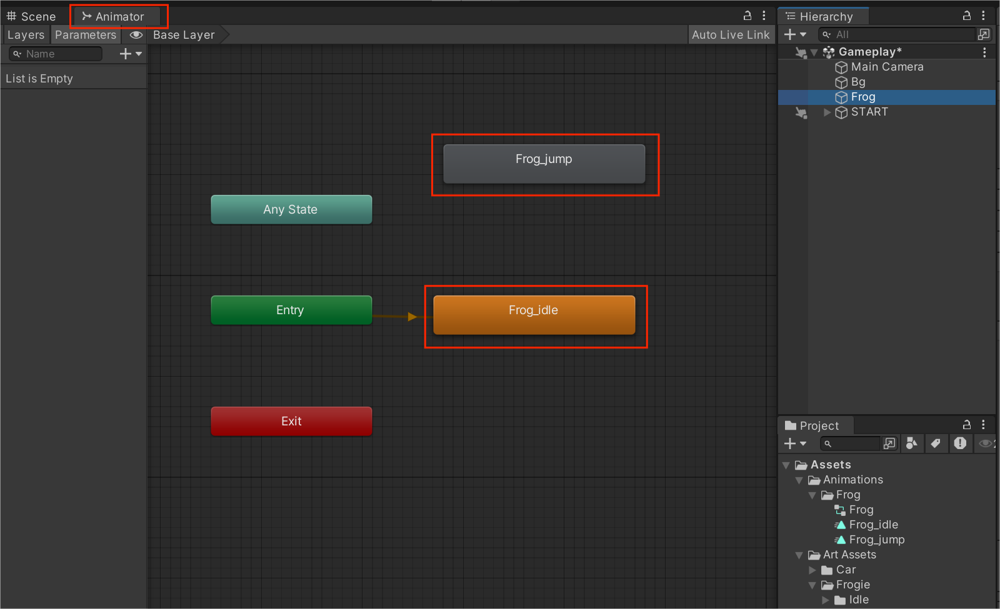 Scene
Animator
Layers
Parameters
Base Layer
Auto Live Link
Name
List is Empty
Frog_jump
Any State
Entry
Frog_idle
Exit
Hierarchy
All
Gameplay*
Main Camera
Bg
Frog
START
Project
Assets
Animations
Frog
Frog
Frog_idle
Frog_jump
Art Assets
Car
Frogie
Idle